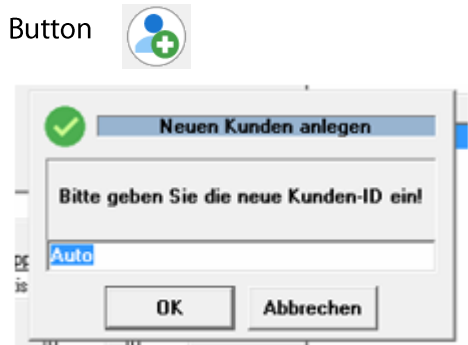 Button
Neuen Kunden anlegen
Bitte geben Sie die neue Kunden-ID ein!
Auto
OK
Abbrechen